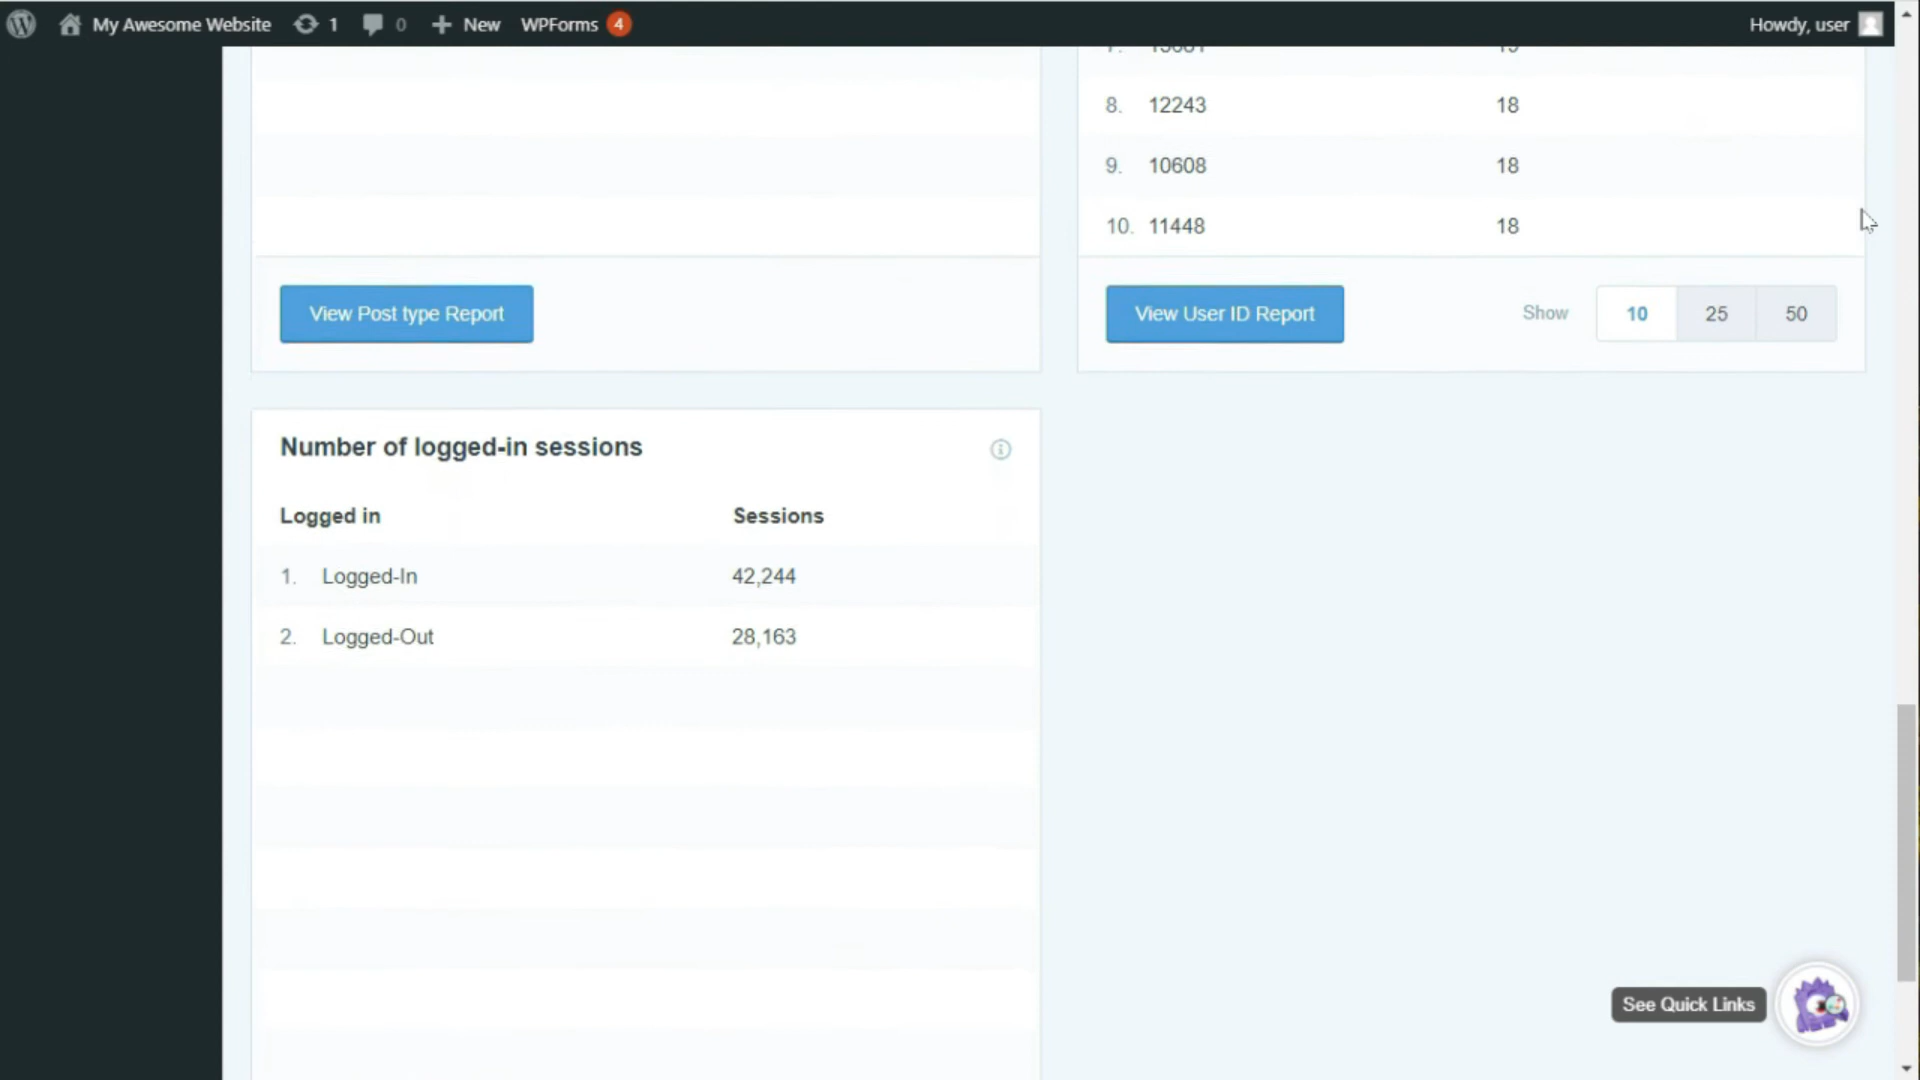 My Awesome Website 1 0 New WPForms 4 Howdy, user
8. 12243 18
9. 10608 18
10. 11448 18
View Post type Report
View User ID Report Show 10 25 50
Number of logged-in sessions
Logged in Sessions
1. Logged-In 42,244
2. Logged-Out 28,163
See Quick Links